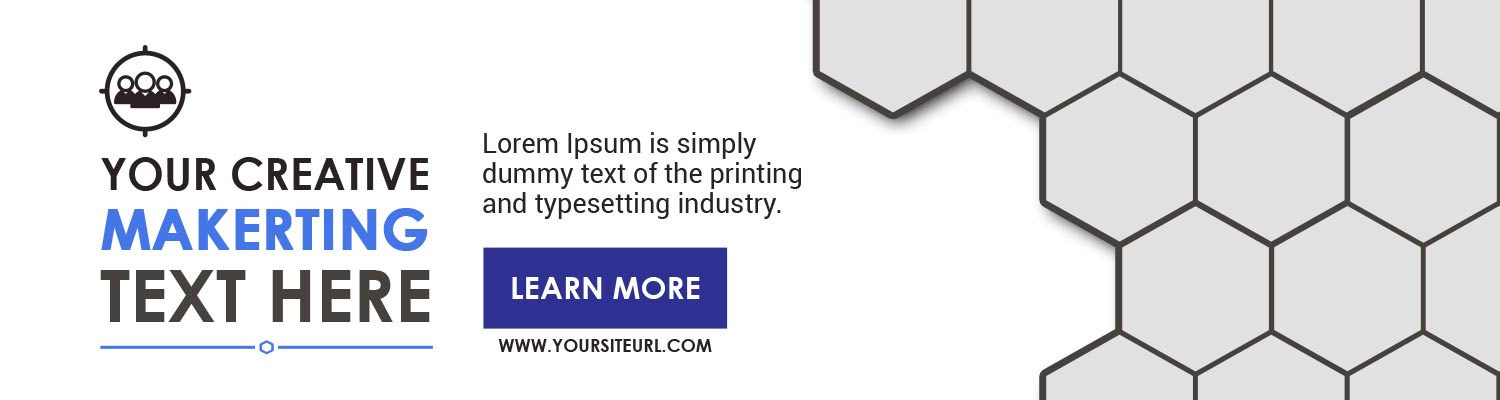 YOUR CREATIVE
MAKERTING
TEXT HERE
Lorem Ipsum is simply
dummy text of the printing
and typesetting industry.
LEARN MORE
WWW.YOURSITEURL.COM